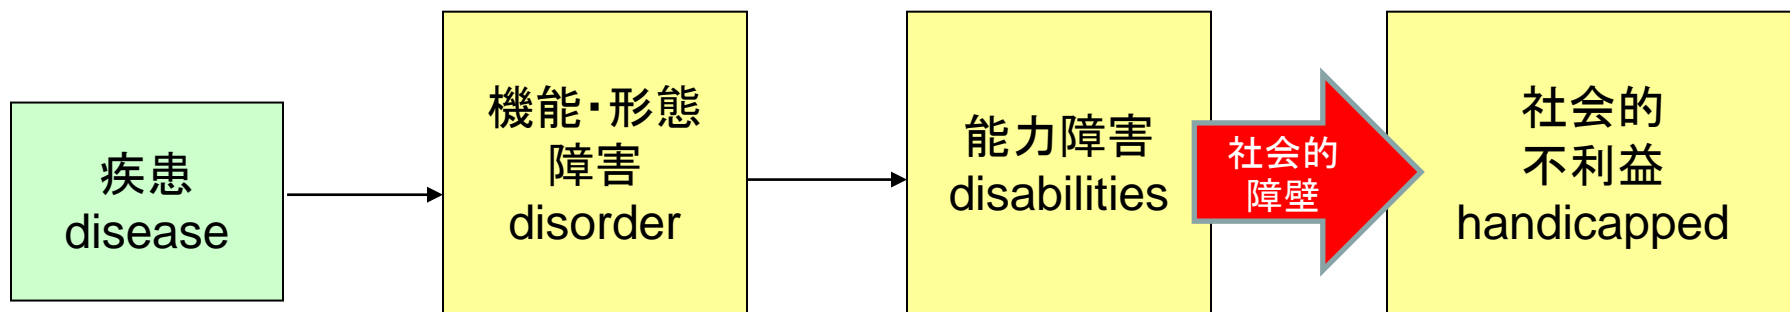 疾患
disease
機能・形態
障害
disorder
能力障害
disabilities
社会的
障壁
社会的
不利益
handicapped